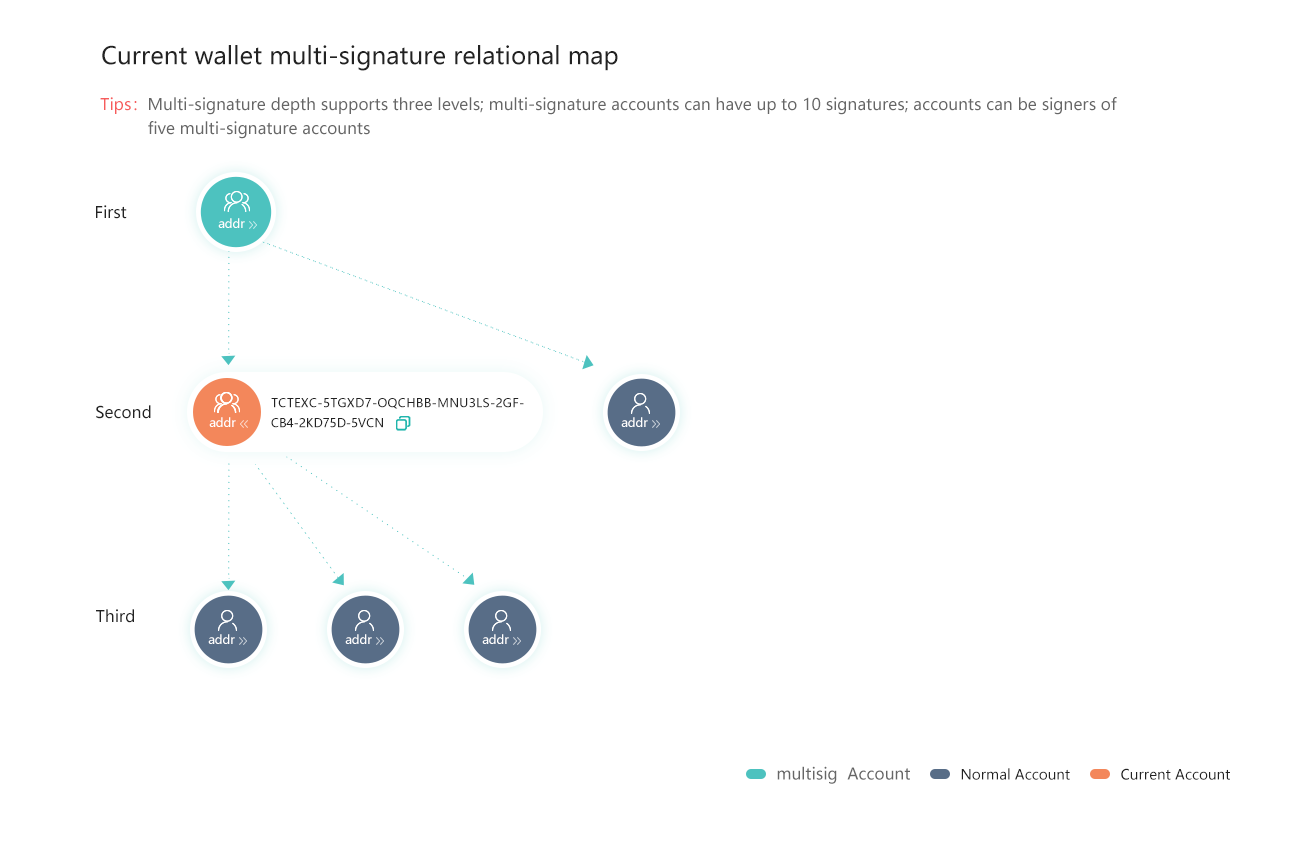 Current wallet multi-signature relational map
Tips: Multi-signature depth supports three levels; multi-signature accounts can have up to 10 signatures; accounts can be signers of
five multi-signature accounts
First
addr »
Second
addr «
TCTEXC-5TGXD7-OQCHBB-MNU3LS-2GF-
CB4-2KD75D-5VCN
addr »
Third
addr »
addr »
addr »
multisig Account
Normal Account
Current Account